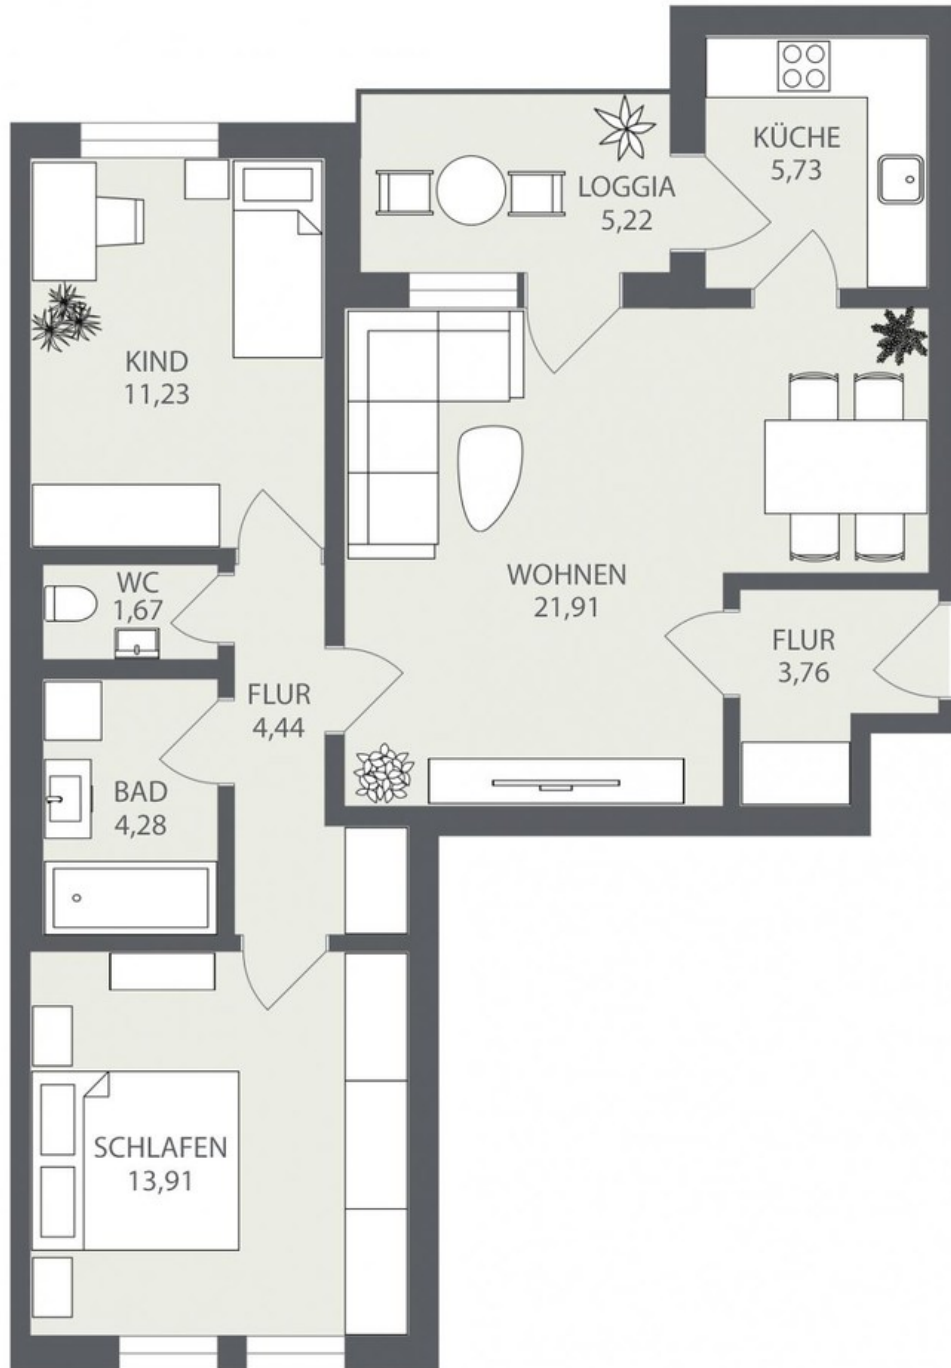 KÜCHE
5,73
LOGGIA
5,22
KIND
11,23
WC
1,67
WOHNEN
21,91
FLUR
3,76
FLUR
4,44
BAD
4,28
SCHLAFEN
13,91